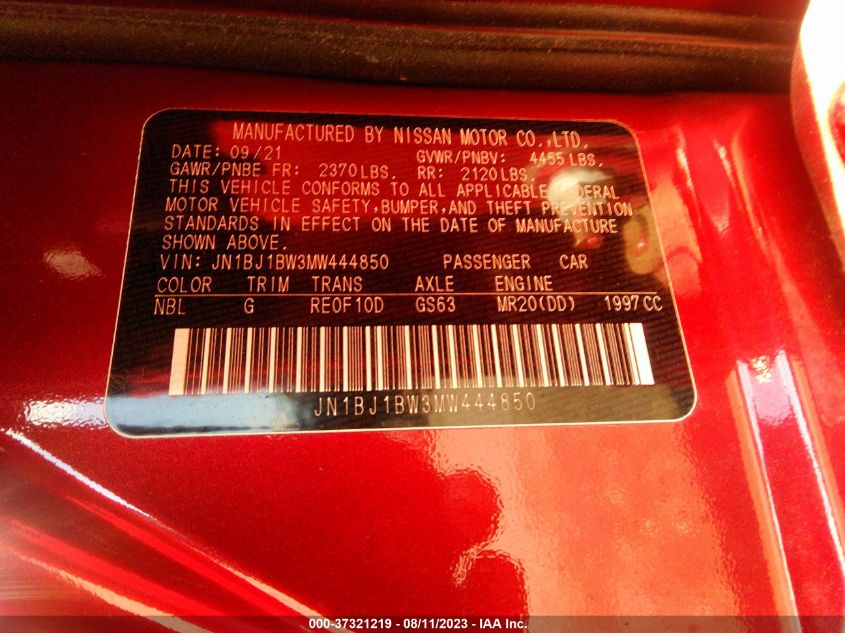 MANUFACTURED BY NISSAN MOTOR CO.,LTD.
DATE: 09/21 GVWR/PNBV: 4455 LBS.
GAWR/PNBE FR: 2370 LBS. RR: 2120 LBS.
THIS VEHICLE CONFORMS TO ALL APPLICABLE FEDERAL
MOTOR VEHICLE SAFETY, BUMPER, AND THEFT PREVENTION
STANDARDS IN EFFECT ON THE DATE OF MANUFACTURE
SHOWN ABOVE.
VIN: JN1BJ1BW3MW444850 PASSENGER CAR
COLOR TRIM TRANS AXLE ENGINE
NBL G RE0F10D GS63 MR20(DD) 1997 CC
JN1BJ1BW3MW444850
000-37321219 - 08/11/2023 - IAA Inc.